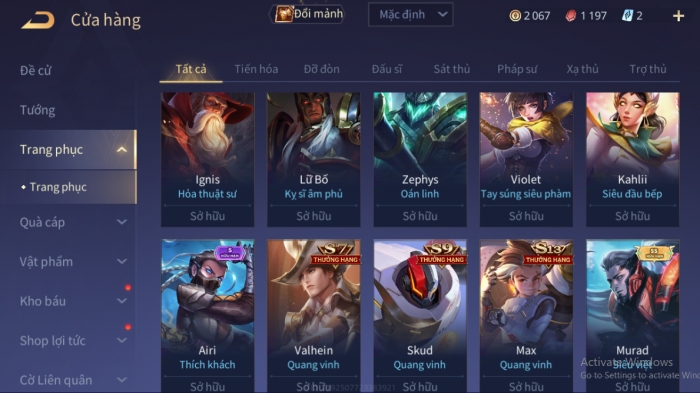 Cửa hàng
Đổi mảnh
Mặc định
2 067
1 197
2
Đề cử
Tướng
Trang phục
Trang phục
Quà cáp
Vật phẩm
Kho báu
Shop lợi tức
Cờ Liên quân
Tất cả Tiến hóa Đỡ đòn Đấu sĩ Sát thủ Pháp sư Xạ thủ Trợ thủ
Ignis Lữ Bố Zephys Violet Kahlii
Hỏa thuật sư Kỵ sĩ âm phủ Oán linh Tay súng siêu phàm Siêu đầu bếp
Sở hữu Sở hữu Sở hữu Sở hữu Sở hữu
S S7 S9 S13 SS
THƯỞNG HẠNG THƯỞNG HẠNG THƯỞNG HẠNG
Airi Valhein Skud Max Murad
Thích khách Quang vinh Quang vinh Quang vinh Siêu việt
Sở hữu Sở hữu Sở hữu Sở hữu Sở hữu
Activate Windows
Go to Settings to activate Win